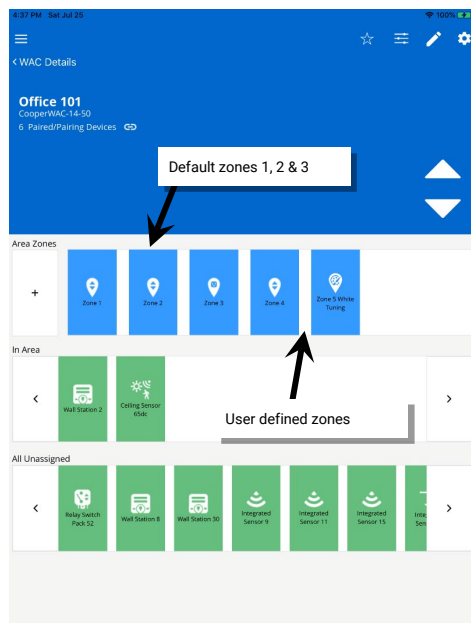 4:37 PM Sat Jul 25
100%
< WAC Details
Office 101
CooperWAC-14-50
6 Paired/Pairing Devices
Default zones 1, 2 & 3
Area Zones
+
Zone 1
Zone 2
Zone 3
Zone 4
Zone 5 White
Tuning
In Area
<
Wall Station 2
Ceiling Sensor
65dc
>
User defined zones
All Unassigned
<
Relay Switch
Pack 52
Wall Station 8
Wall Station 30
Integrated
Sensor 9
Integrated
Sensor 11
Integrated
Sensor 15
Inte
Sen
>